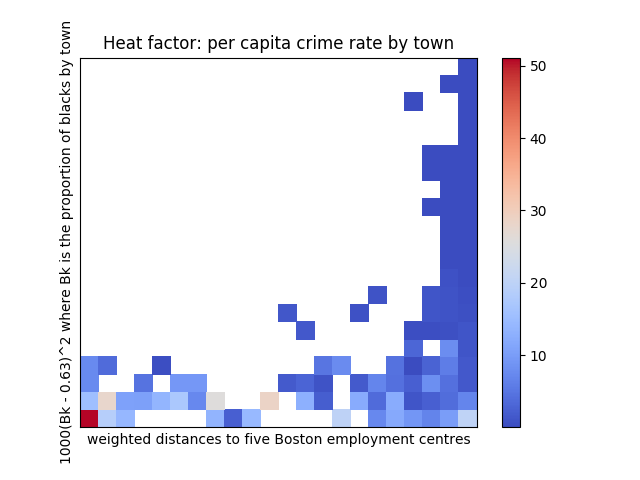 Heat factor: per capita crime rate by town
1000(Bk - 0.63)^2 where Bk is the proportion of blacks by town
weighted distances to five Boston employment centres
50
40
30
20
10